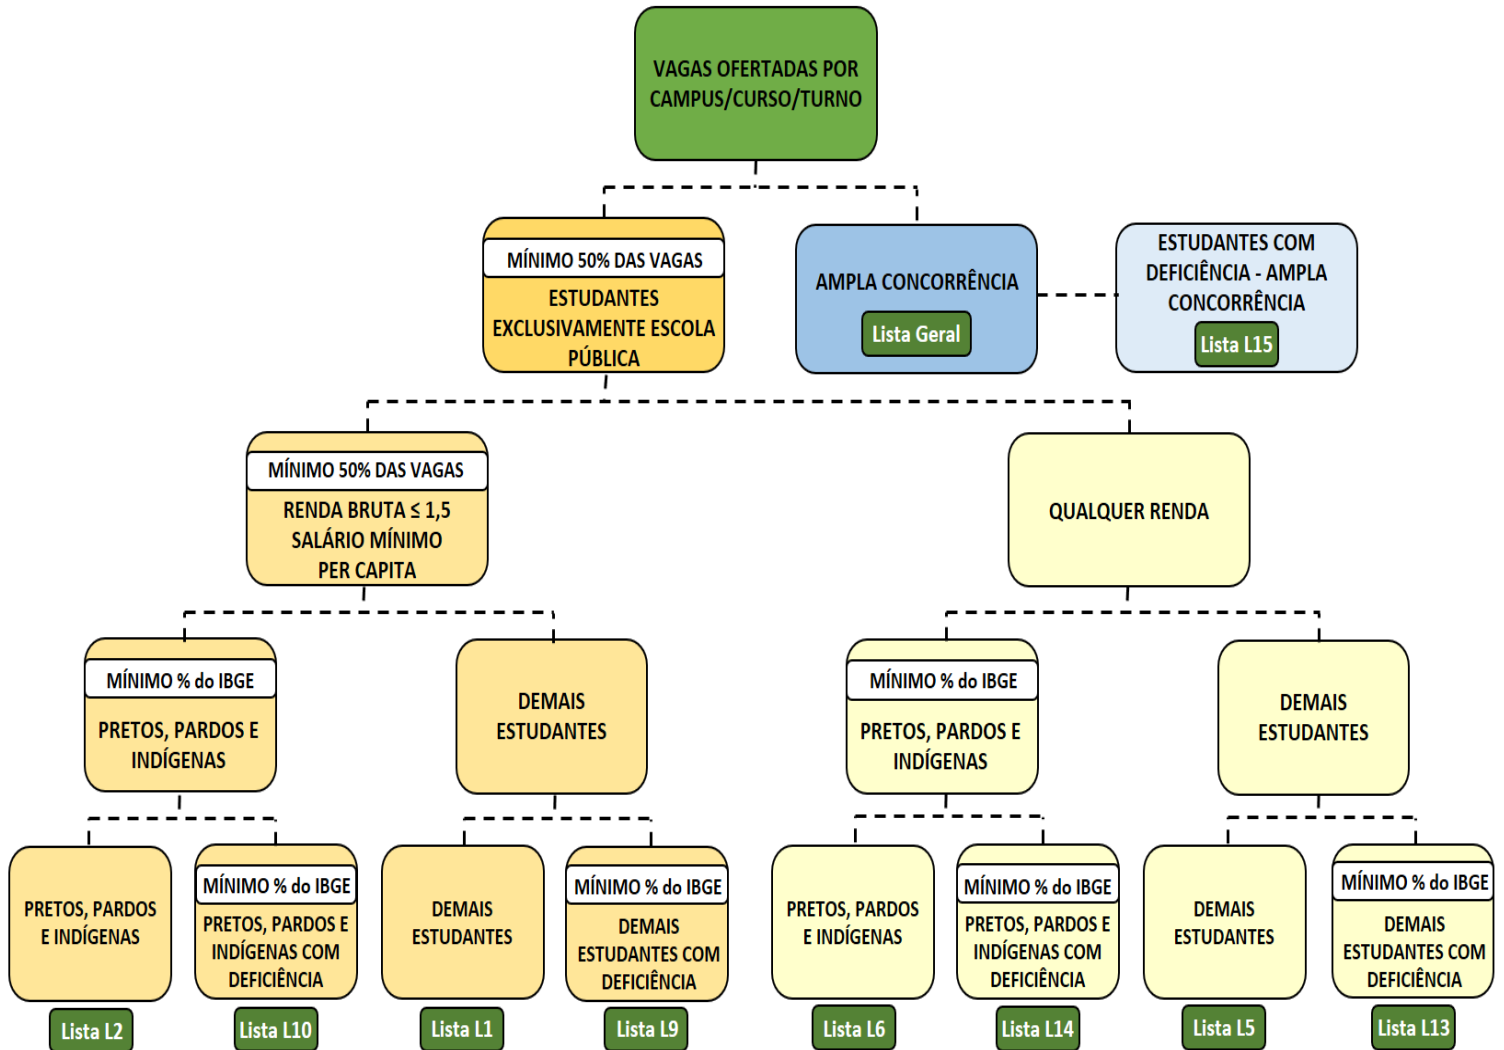 VAGAS OFERTADAS POR
CAMPUS/CURSO/TURNO
MÍNIMO 50% DAS VAGAS
ESTUDANTES
EXCLUSIVAMENTE ESCOLA
PÚBLICA
AMPLA CONCORRÊNCIA
Lista Geral
ESTUDANTES COM
DEFICIÊNCIA - AMPLA
CONCORRÊNCIA
Lista L15
MÍNIMO 50% DAS VAGAS
RENDA BRUTA ≤ 1,5
SALÁRIO MÍNIMO
PER CAPITA
QUALQUER RENDA
MÍNIMO % do IBGE
PRETOS, PARDOS E
INDÍGENAS
DEMAIS
ESTUDANTES
MÍNIMO % do IBGE
PRETOS, PARDOS E
INDÍGENAS
DEMAIS
ESTUDANTES
PRETOS, PARDOS
E INDÍGENAS
Lista L2
MÍNIMO % do IBGE
PRETOS, PARDOS E
INDÍGENAS COM
DEFICIÊNCIA
Lista L10
DEMAIS
ESTUDANTES
Lista L1
MÍNIMO % do IBGE
DEMAIS
ESTUDANTES COM
DEFICIÊNCIA
Lista L9
PRETOS, PARDOS
E INDÍGENAS
Lista L6
MÍNIMO % do IBGE
PRETOS, PARDOS E
INDÍGENAS COM
DEFICIÊNCIA
Lista L14
DEMAIS
ESTUDANTES
Lista L5
MÍNIMO % do IBGE
DEMAIS
ESTUDANTES COM
DEFICIÊNCIA
Lista L13